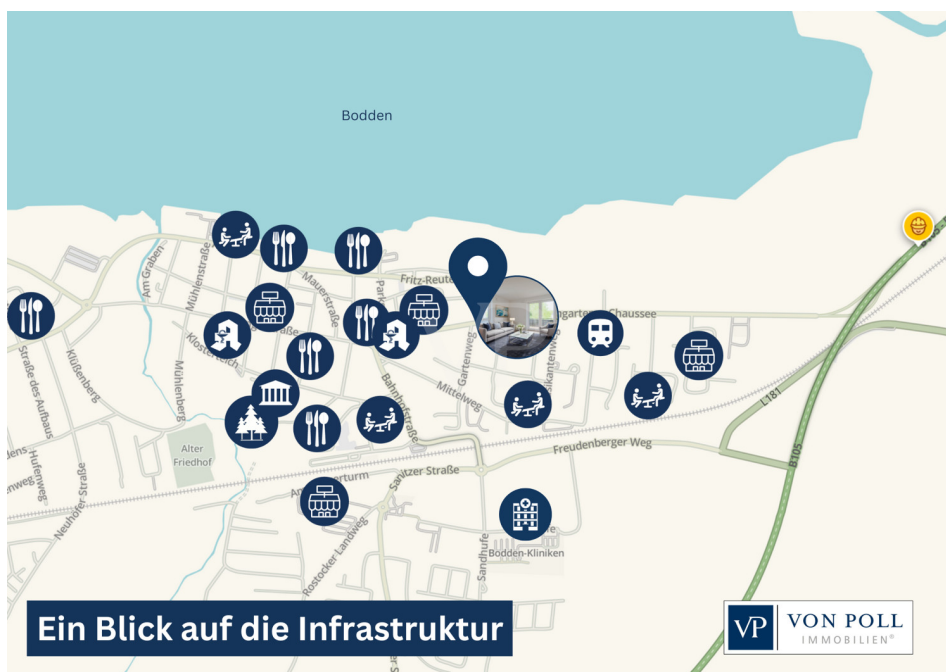 Bodden
B105
Am Graben
Mühlenstraße
Mauerstraße
Fritz-Reute
Chaussee
Straße des Aufbaus
Klüßenberg
Klosterteich
Mühlenberg
Bahnhofstraße
Mittelweg
Gartenweg
L181
B105
Alter
Friedhof
Freudenberger Weg
Sanitzer Straße
Hufenweg
Neuhofer Straße
Rostocker Landweg
Sandhufe
Bodden-Kliniken
Ein Blick auf die Infrastruktur
VP
VON POLL
IMMOBILIEN®